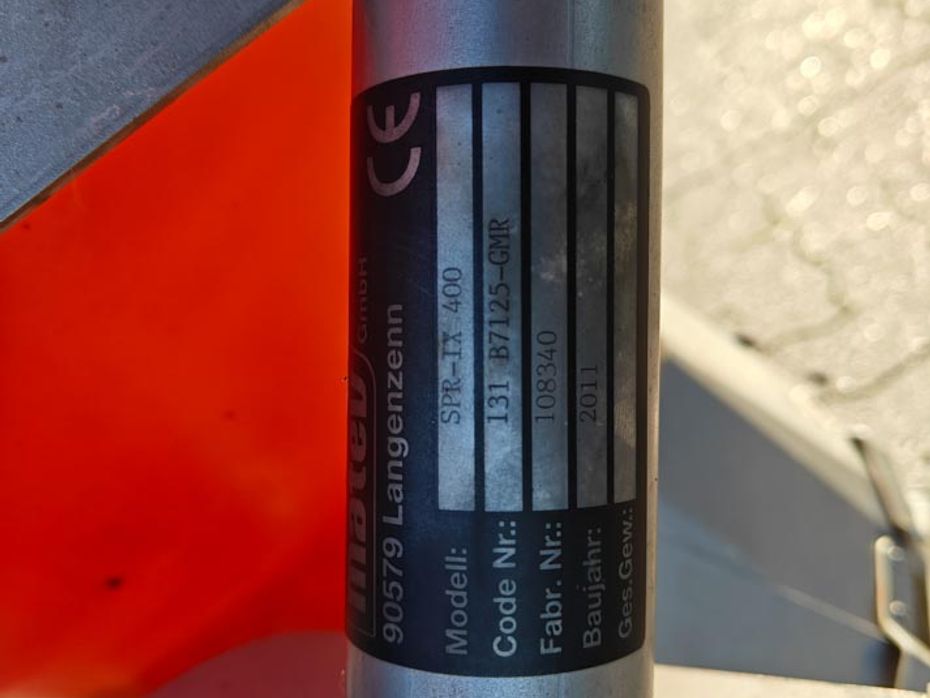 matev GmbH
90579 Langenzenn
CE
Modell: SPR-IX 400
Code Nr.: 131 B7125-GMR
Fabr. Nr.: 108340
Baujahr: 2011
Ges.Gew.: